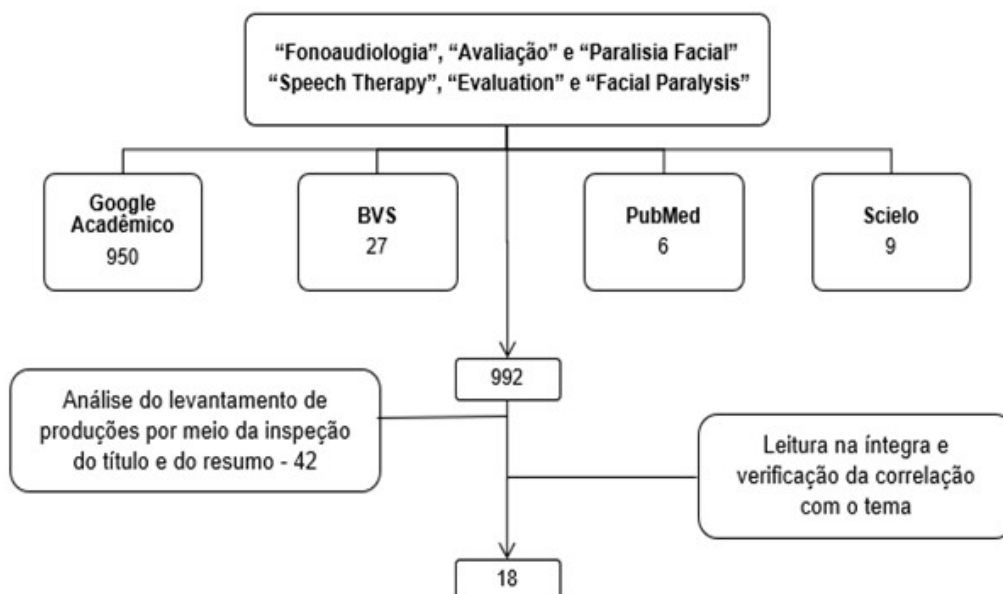 “Fonoaudiologia”, “Avaliação” e “Paralisia Facial”
“Speech Therapy”, “Evaluation” e “Facial Paralysis”
Google
Acadêmico
950
BVS
27
PubMed
6
Scielo
9
992
Análise do levantamento de
produções por meio da inspeção
do título e do resumo - 42
Leitura na íntegra e
verificação da correlação
com o tema
18